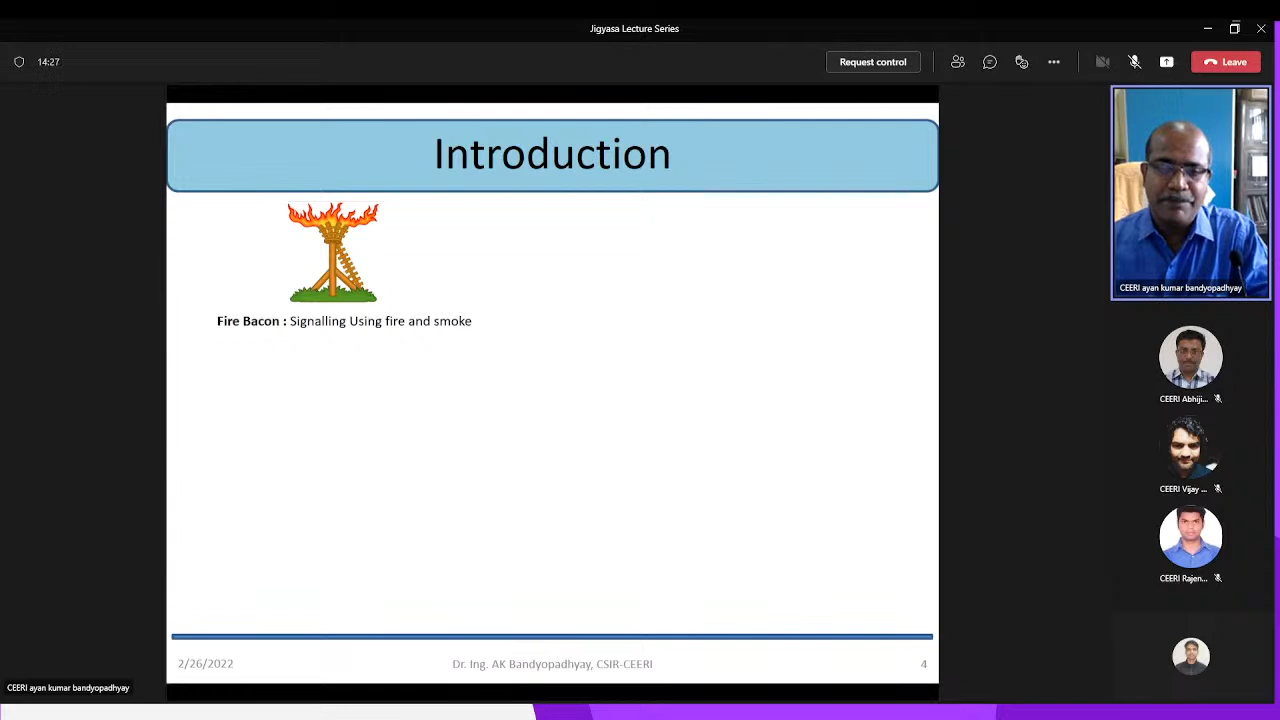 Jigyasa Lecture Series
14:27
Request control
Leave
Introduction
Fire Bacon : Signalling Using fire and smoke
CEERI ayan kumar bandyopadhyay
CEERI Abhiji...
CEERI Vijay ...
CEERI Rajen...
2/26/2022
Dr. Ing. AK Bandyopadhyay, CSIR-CEERI
4
CEERI ayan kumar bandyopadhyay